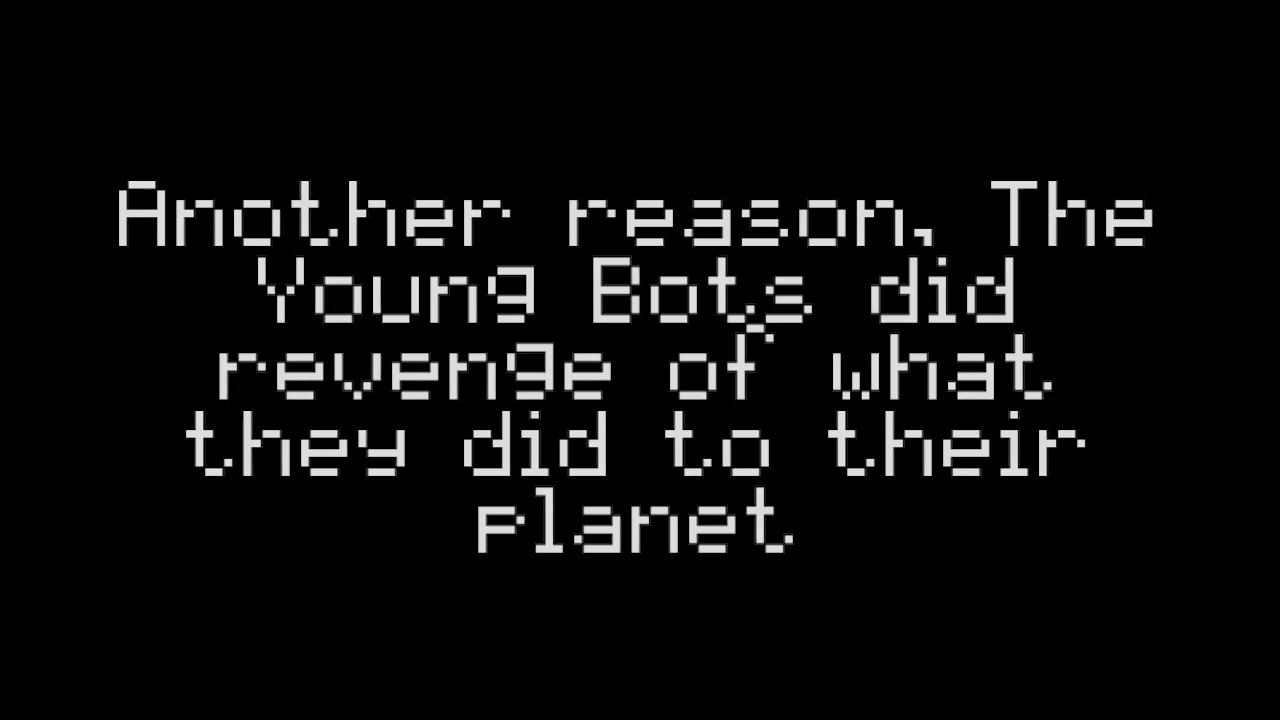 Another reason, The
Young Bots did
revenge of what
they did to their
planet